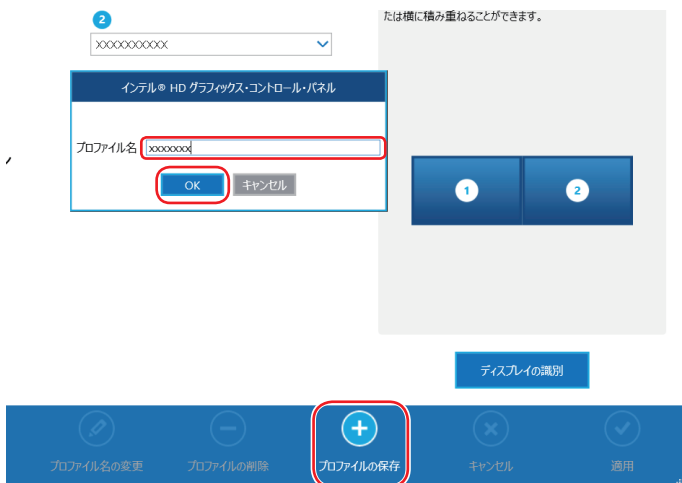 2
たは横に積み重ねることができます。
XXXXXXXXXX
インテル® HD グラフィックス・コントロール・パネル
プロファイル名 xxxxxxx
OK キャンセル
1 2
ディスプレイの識別
プロファイル名の変更 プロファイルの削除 プロファイルの保存 キャンセル 適用